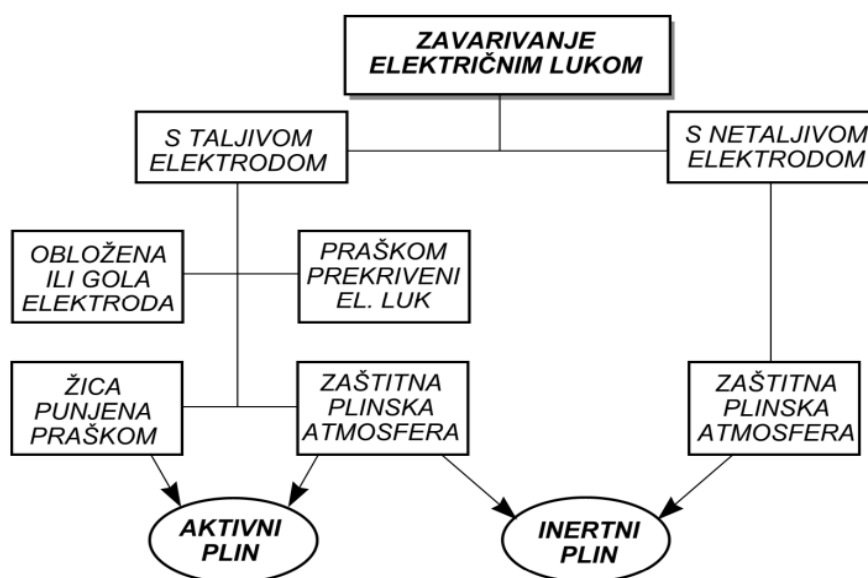 ZAVARIVANJE
ELEKTRIČNIM LUKOM
S TALJIVOM
ELEKTRODOM
S NETALJIVOM
ELEKTRODOM
OBLOŽENA
ILI GOLA
ELEKTRODA
PRAŠKOM
PREKRIVENI
EL. LUK
ŽICA
PUNJENA
PRAŠKOM
ZAŠTITNA
PLINSKA
ATMOSFERA
ZAŠTITNA
PLINSKA
ATMOSFERA
AKTIVNI
PLIN
INERTNI
PLIN